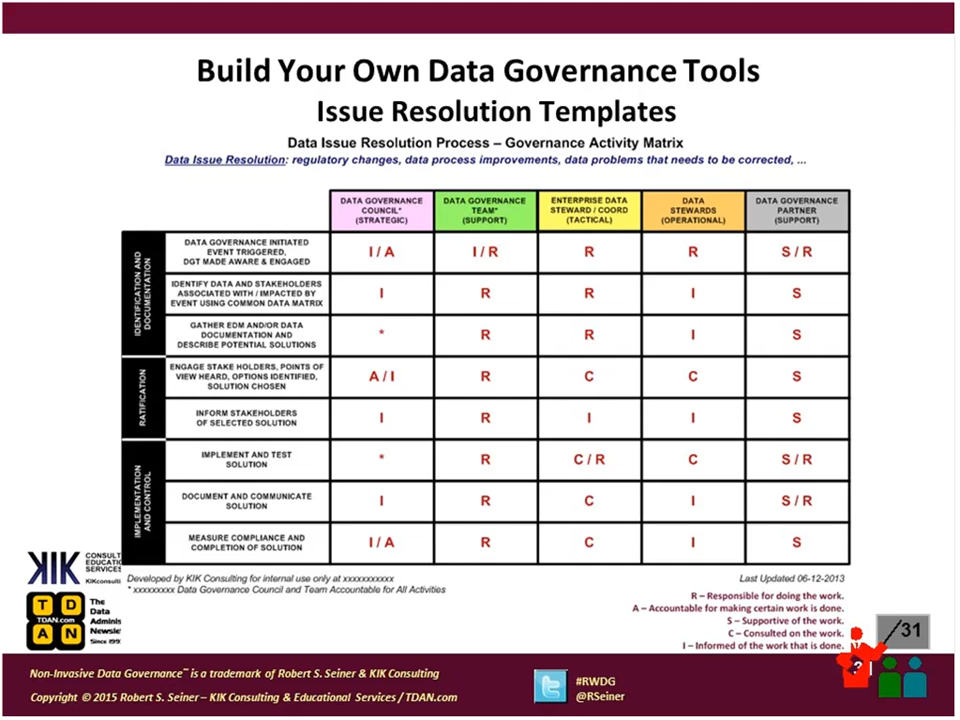 Build Your Own Data Governance Tools
Issue Resolution Templates
Data Issue Resolution Process – Governance Activity Matrix
Data Issue Resolution: regulatory changes, data process improvements, data problems that needs to be corrected, ...
DATA GOVERNANCE COUNCIL* (STRATEGIC)
DATA GOVERNANCE TEAM* (SUPPORT)
ENTERPRISE DATA STEWARD / COORD (TACTICAL)
DATA STEWARDS (OPERATIONAL)
DATA GOVERNANCE PARTNER (SUPPORT)
IDENTIFICATION AND DOCUMENTATION
DATA GOVERNANCE INITIATED EVENT TRIGGERED, DGT MADE AWARE & ENGAGED
I / A I / R R R S / R
IDENTIFY DATA AND STAKEHOLDERS ASSOCIATED WITH / IMPACTED BY EVENT USING COMMON DATA MATRIX
I R R I S
GATHER EDM AND/OR DATA DOCUMENTATION AND DESCRIBE POTENTIAL SOLUTIONS
* R R I S
RATIFICATION
ENGAGE STAKE HOLDERS, POINTS OF VIEW HEARD, OPTIONS IDENTIFIED, SOLUTION CHOSEN
A / I R C C S
INFORM STAKEHOLDERS OF SELECTED SOLUTION
I R I I S
IMPLEMENTATION AND CONTROL
IMPLEMENT AND TEST SOLUTION
* R C / R C S / R
DOCUMENT AND COMMUNICATE SOLUTION
I R C I S / R
MEASURE COMPLIANCE AND COMPLETION OF SOLUTION
I / A R C I S
KIK
CONSULT
EDUCATIO
SERVICES
KIKconsulti
Developed by KIK Consulting for internal use only at xxxxxxxxxxx
* xxxxxxxxx Data Governance Council and Team Accountable for All Activities
Last Updated 06-12-2013
R – Responsible for doing the work.
A – Accountable for making certain work is done.
S – Supportive of the work.
C – Consulted on the work.
I – Informed of the work that is done.
T D
TDAN.com
A N
The
Data
Adminis
Newsle
/31
Non-Invasive Data Governance™ is a trademark of Robert S. Seiner & KIK Consulting
Copyright © 2015 Robert S. Seiner – KIK Consulting & Educational Services / TDAN.com
#RWDG
@RSeiner